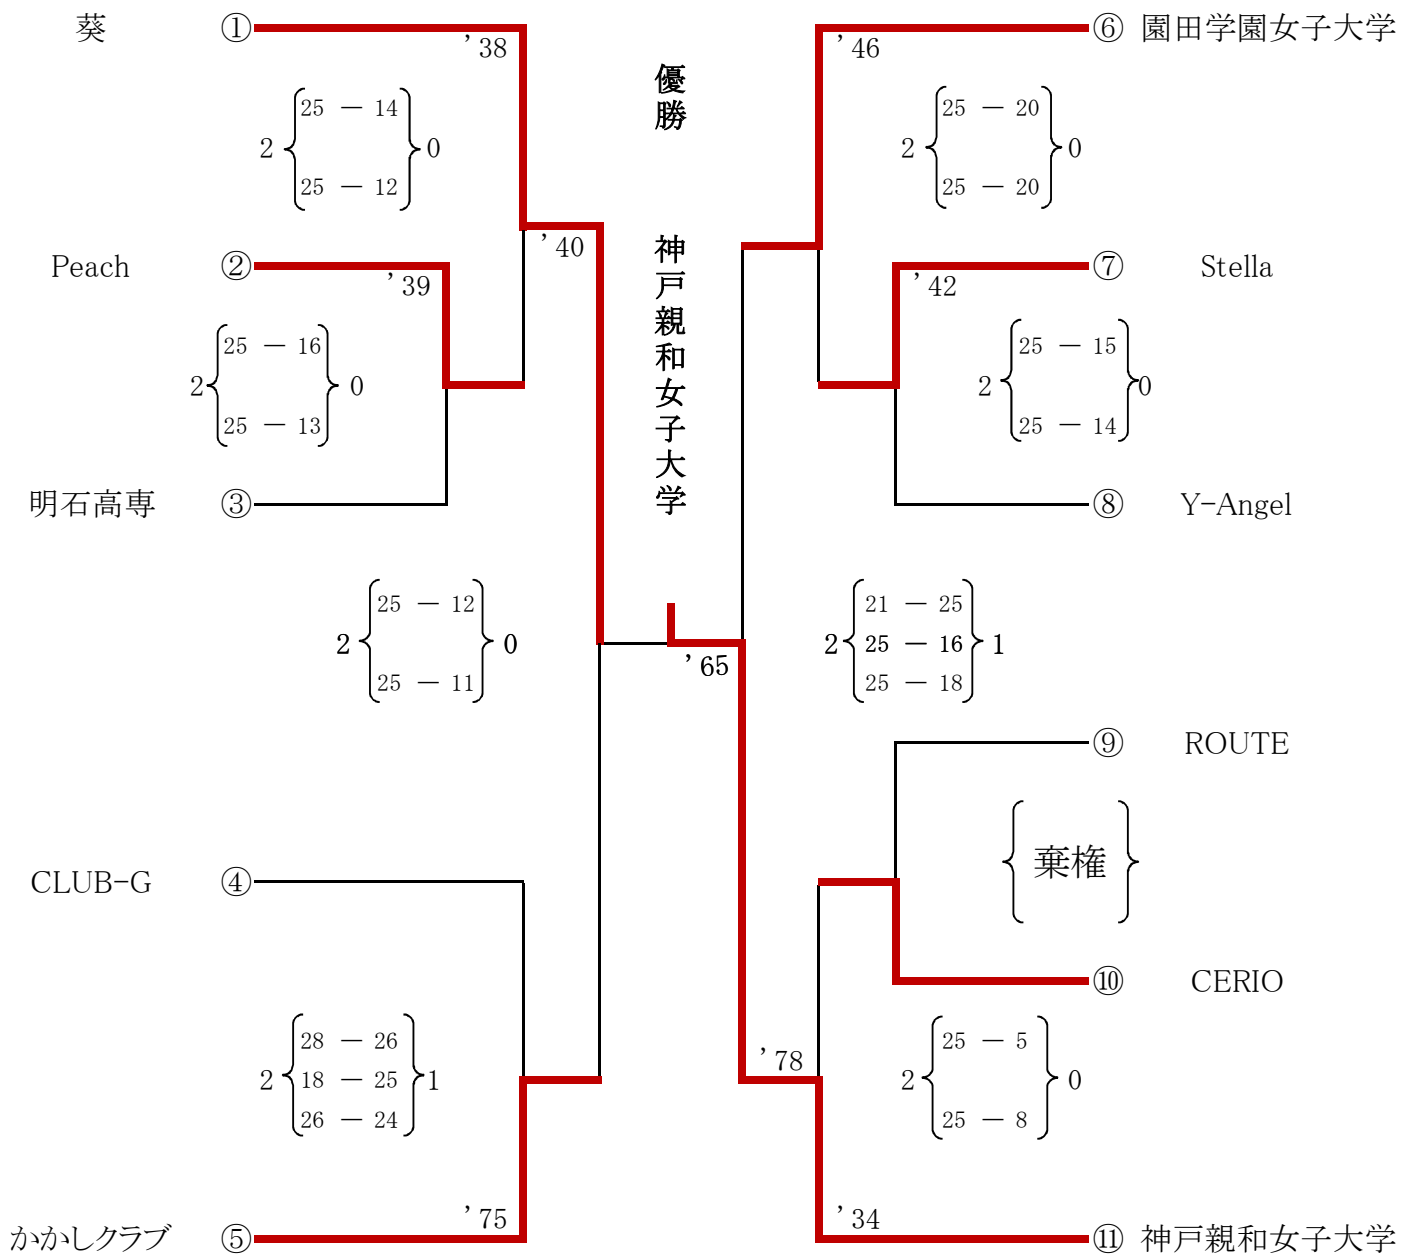 葵 ① ’38
優勝 神戸親和女子大学
’46 ⑥ 園田学園女子大学
2 { 25 － 14 } 0
25 － 12
2 { 25 － 20 } 0
25 － 20
’40
Peach ② ’39
’42 ⑦ Stella
2 { 25 － 16 } 0
25 － 13
2 { 25 － 15 } 0
25 － 14
明石高専 ③
⑧ Y-Angel
2 { 25 － 12 } 0
25 － 11
’65
2 { 21 － 25
25 － 16 } 1
25 － 18
⑨ ROUTE
{ 棄権 }
CLUB-G ④
⑩ CERIO
2 { 28 － 26
18 － 25 } 1
26 － 24
’78
2 { 25 － 5 } 0
25 － 8
かかしクラブ ⑤ ’75
’34 ⑪ 神戸親和女子大学